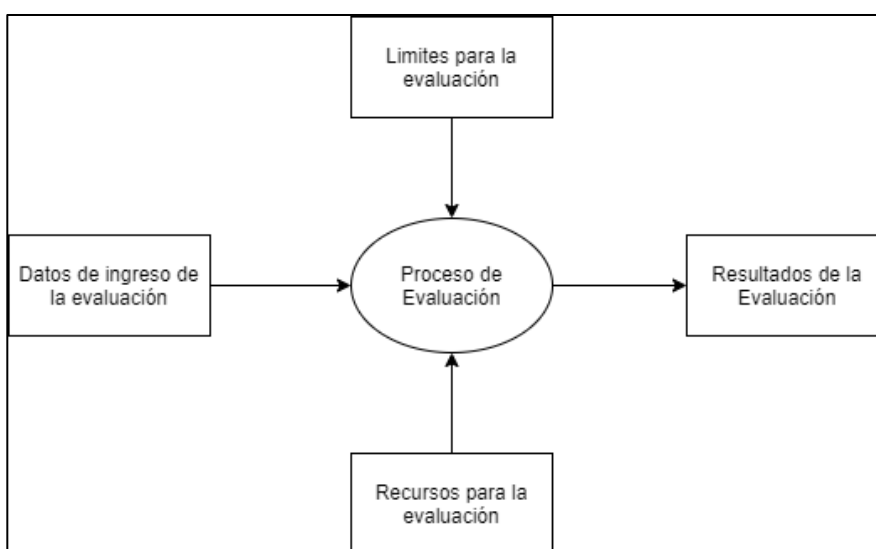 Limites para la
evaluación
Datos de ingreso de
la evaluación
Proceso de
Evaluación
Resultados de la
Evaluación
Recursos para la
evaluación